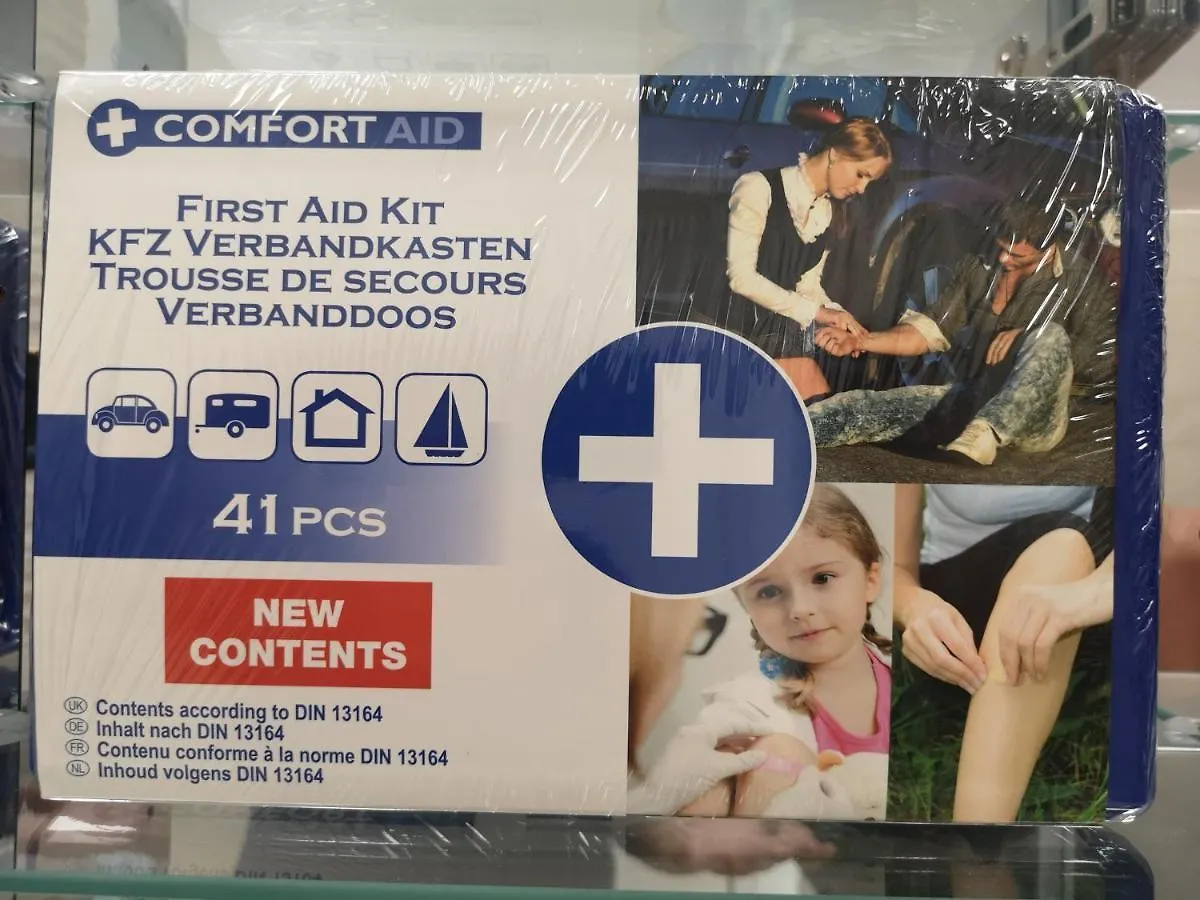 COMFORT AID
FIRST AID KIT
KFZ VERBANDKASTEN
TROUSSE DE SECOURS
VERBANDDOOS
41 PCS
NEW
CONTENTS
UK Contents according to DIN 13164
DE Inhalt nach DIN 13164
FR Contenu conforme à la norme DIN 13164
NL Inhoud volgens DIN 13164